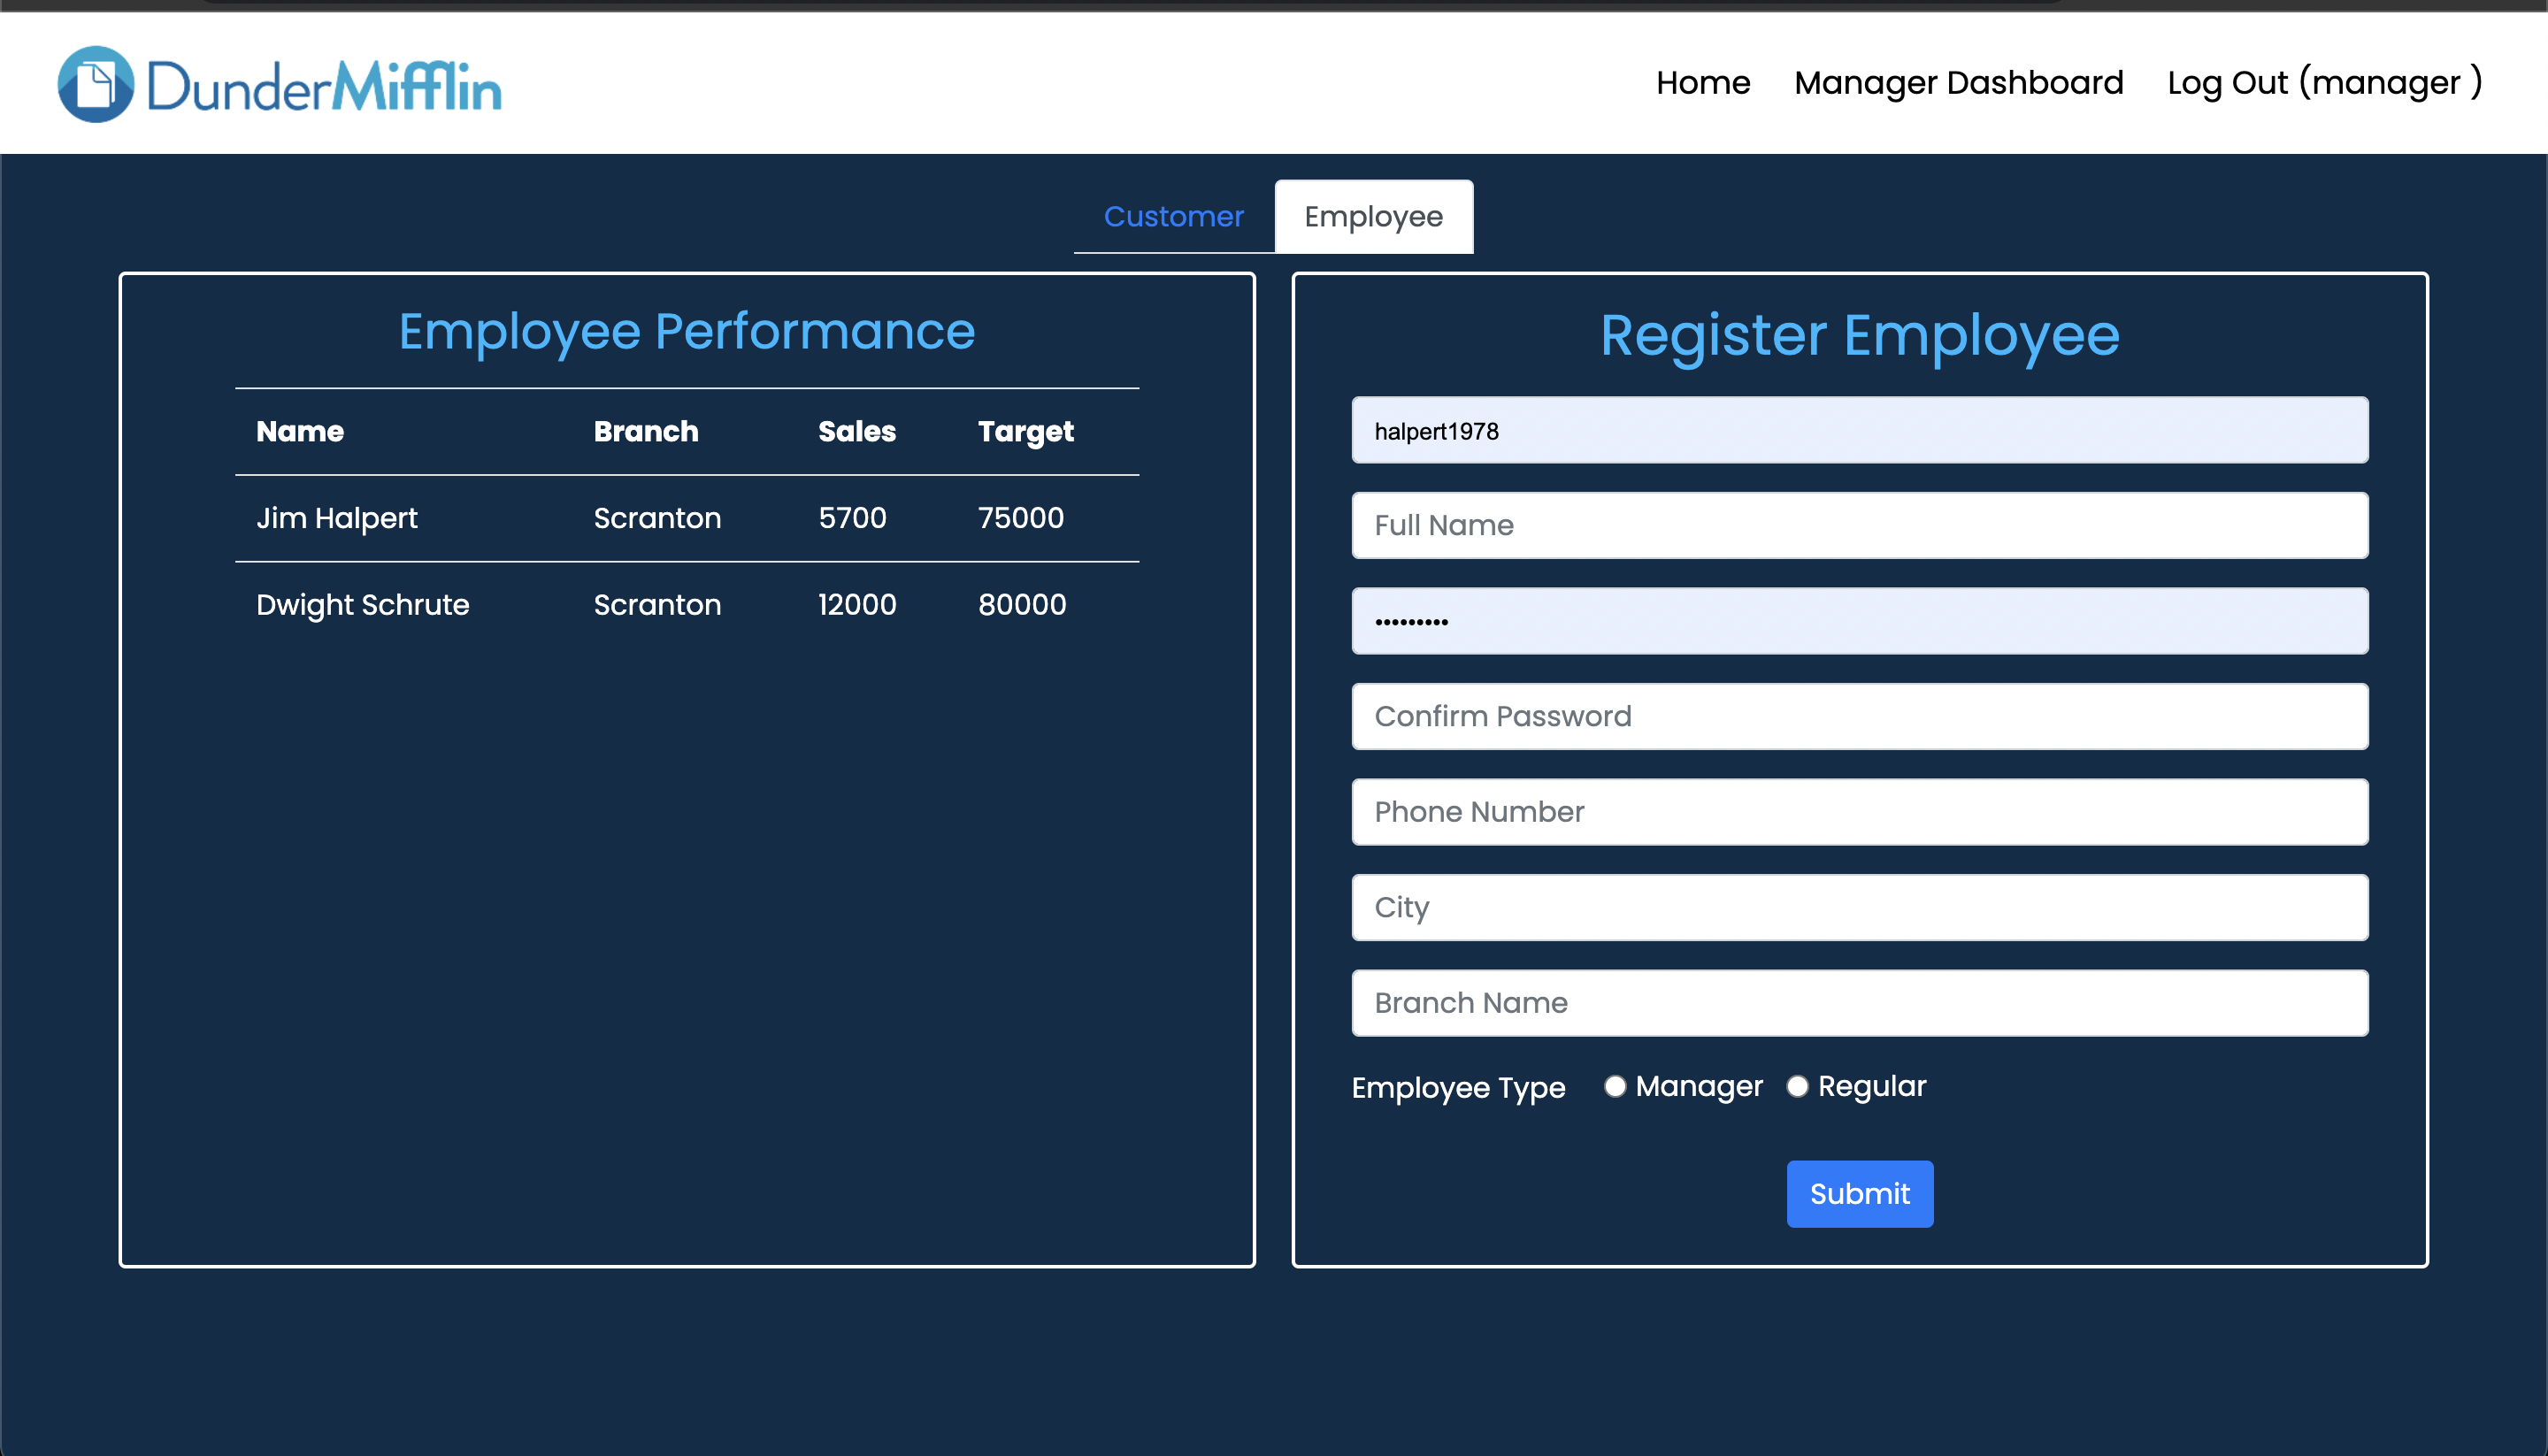 DunderMifflin
Home Manager Dashboard Log Out (manager )
Customer Employee
Employee Performance
Name Branch Sales Target
Jim Halpert Scranton 5700 75000
Dwight Schrute Scranton 12000 80000
Register Employee
halpert1978
Full Name
•••••••••
Confirm Password
Phone Number
City
Branch Name
Employee Type Manager Regular
Submit